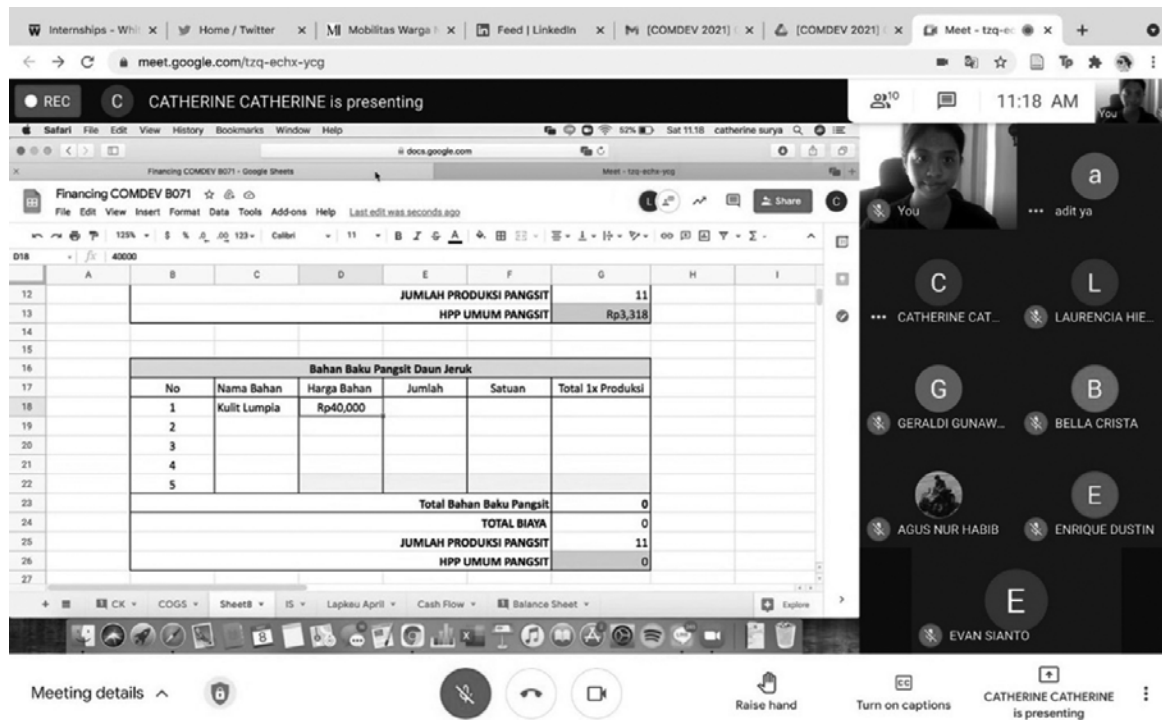 Internships - Whi
Home / Twitter
Mobilitas Warga
Feed | LinkedIn
[COMDEV 2021]
[COMDEV 2021]
Meet - tzq-ec
meet.google.com/tzq-echx-ycg
REC
C
CATHERINE CATHERINE is presenting
10
11:18 AM
You
Safari File Edit View History Bookmarks Window Help
52%
Sat 11.18 catherine surya
docs.google.com
Financing COMDEV B071 - Google Sheets
Meet - tzq-echx-ycg
Financing COMDEV B071
File Edit View Insert Format Data Tools Add-ons Help Last edit was seconds ago
L
Share
C
125% $ % .0 .00 123 Calibri 11 B I S A
D18 fx 40000
A B C D E F G H I
12 JUMLAH PRODUKSI PANGSIT 11
13 HPP UMUM PANGSIT Rp3,318
14
15
16 Bahan Baku Pangsit Daun Jeruk
17 No Nama Bahan Harga Bahan Jumlah Satuan Total 1x Produksi
18 1 Kulit Lumpia Rp40,000
19 2
20 3
21 4
22 5
23 Total Bahan Baku Pangsit 0
24 TOTAL BIAYA 0
25 JUMLAH PRODUKSI PANGSIT 11
26 HPP UMUM PANGSIT 0
27
CK COGS Sheet8 IS Lapkeu April Cash Flow Balance Sheet Explore
You
a
adit ya
C
CATHERINE CAT...
L
LAURENCIA HIE...
G
GERALDI GUNAW...
B
BELLA CRISTA
AGUS NUR HABIB
E
ENRIQUE DUSTIN
E
EVAN SIANTO
Meeting details
Raise hand
CC
Turn on captions
CATHERINE CATHERINE
is presenting